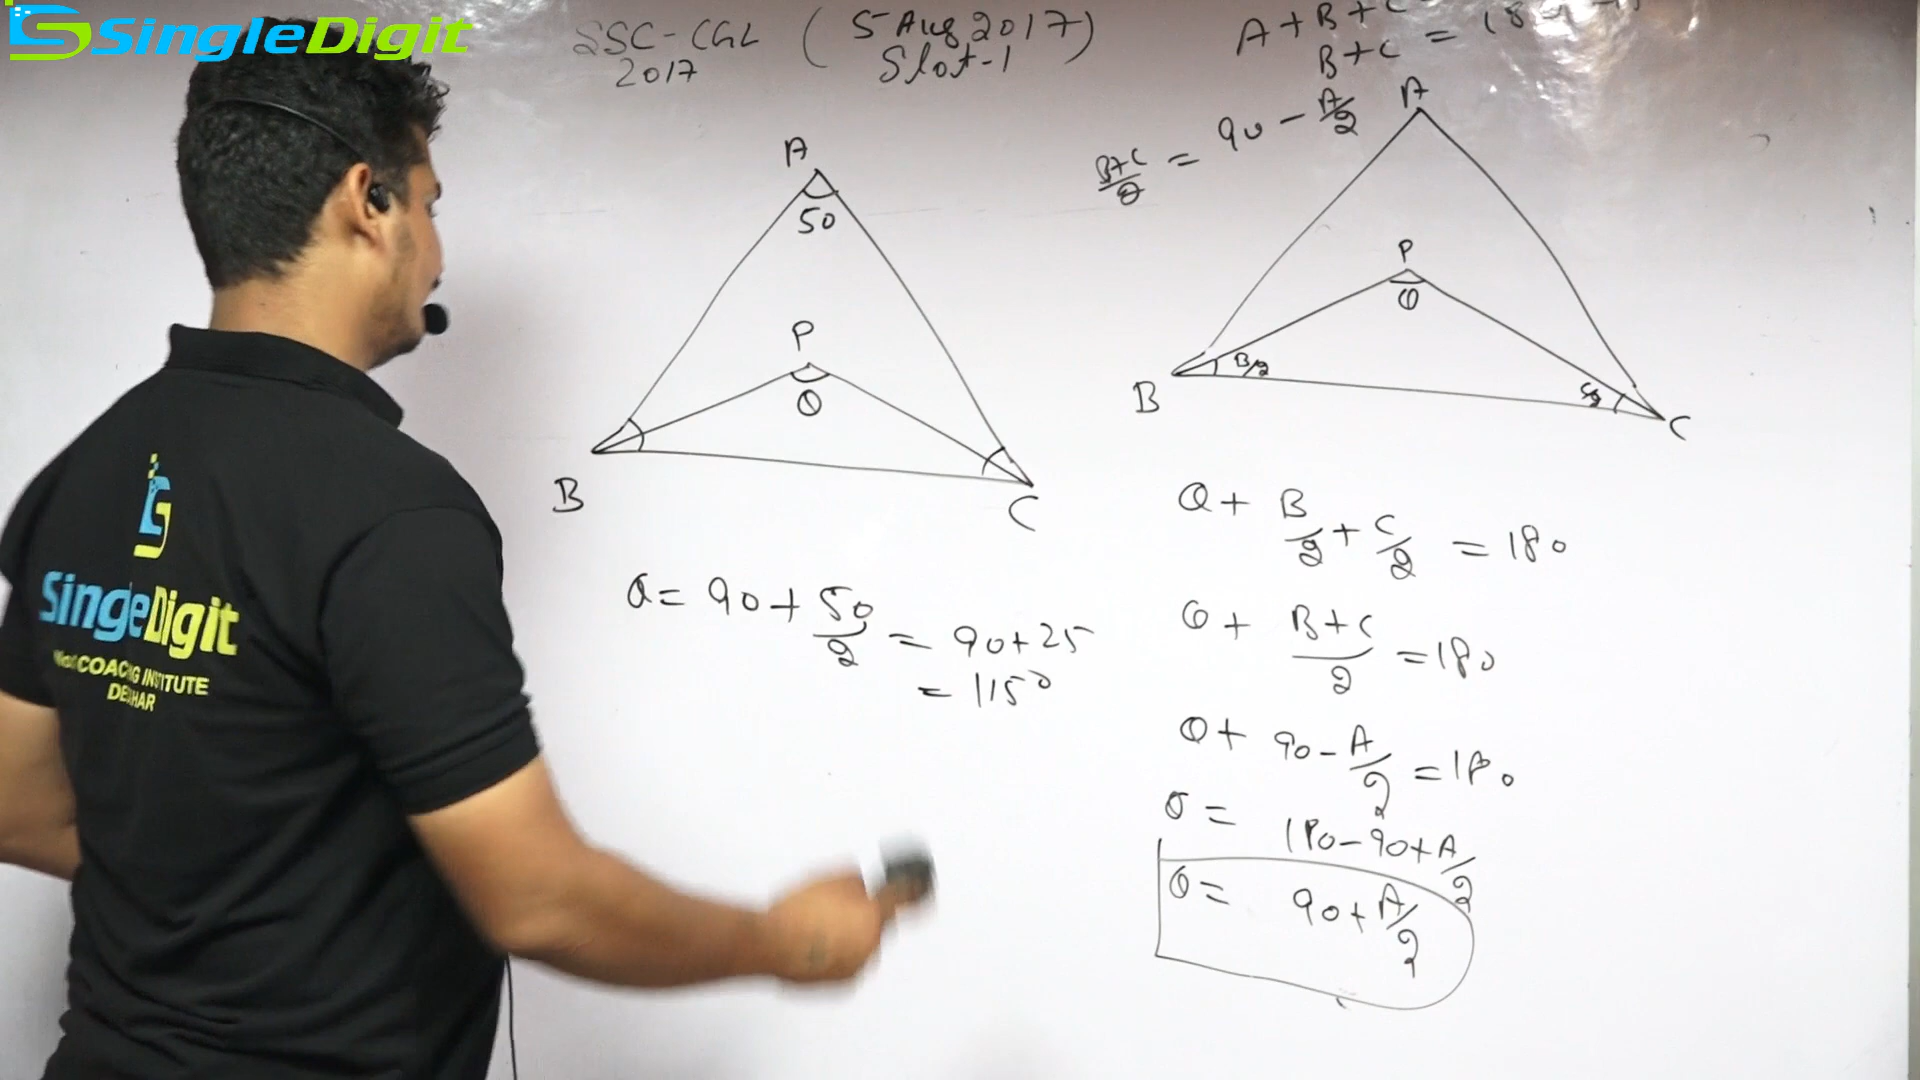 SingleDigit
SSC-CGL
2017
( 5 Aug 2017 )
Slot-1
B+C =
B+C/2 = 90 - A/2
A
50
P
θ
B
C
θ = 90 + 50/2 = 90 + 25
= 115°
A
P
θ
B/2
C/2
B
C
θ + B/2 + C/2 = 180
θ + B+C/2 = 180
θ + 90 - A/2 = 180
θ = 180 - 90 + A/2
θ = 90 + A/2
SingleDigit
COACHING INSTITUTE